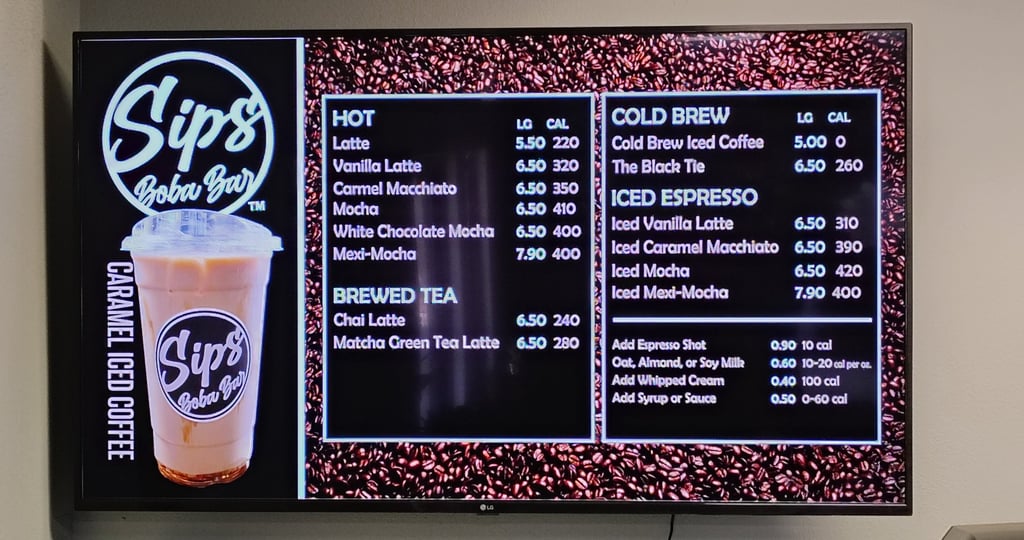 Sips
Boba Bar
TM
CARAMEL ICED COFFEE
Sips
Boba Bar
HOT LG CAL
Latte 5.50 220
Vanilla Latte 6.50 320
Carmel Macchiato 6.50 350
Mocha 6.50 410
White Chocolate Mocha 6.50 400
Mexi-Mocha 7.90 400
BREWED TEA
Chai Latte 6.50 240
Matcha Green Tea Latte 6.50 280
COLD BREW LG CAL
Cold Brew Iced Coffee 5.00 0
The Black Tie 6.50 260
ICED ESPRESSO
Iced Vanilla Latte 6.50 310
Iced Caramel Macchiato 6.50 390
Iced Mocha 6.50 420
Iced Mexi-Mocha 7.90 400
Add Espresso Shot 0.90 10 cal
Oat, Almond, or Soy Milk 0.60 10-20 cal per oz.
Add Whipped Cream 0.40 100 cal
Add Syrup or Sauce 0.50 0-60 cal
LG